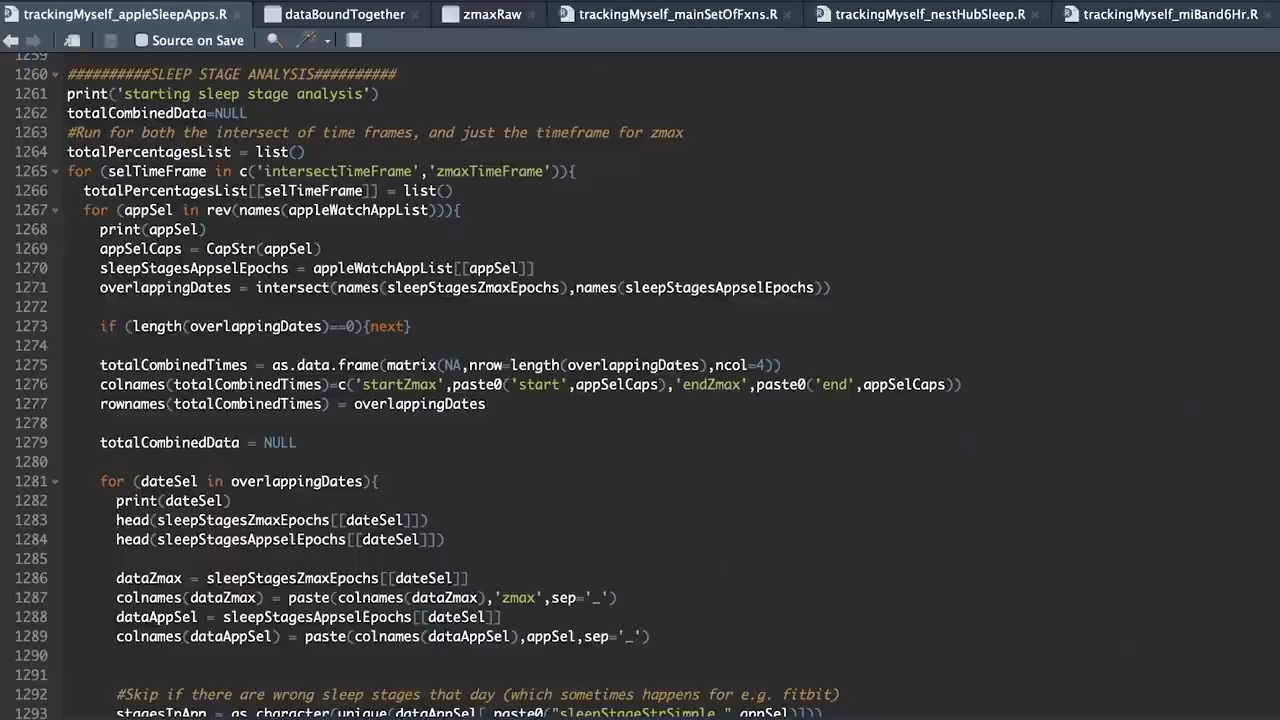 trackingMyself_appleSleepApps.R dataBoundTogether zmaxRaw trackingMyself_mainSetOfFxns.R trackingMyself_nestHubSleep.R trackingMyself_miBand6Hr.R
Source on Save
1259
1260 ##########SLEEP STAGE ANALYSIS##########
1261 print('starting sleep stage analysis')
1262 totalCombinedData=NULL
1263 #Run for both the intersect of time frames, and just the timeframe for zmax
1264 totalPercentagesList = list()
1265 for (selTimeFrame in c('intersectTimeFrame','zmaxTimeFrame')){
1266 totalPercentagesList[[selTimeFrame]] = list()
1267 for (appSel in rev(names(appleWatchAppList))){
1268 print(appSel)
1269 appSelCaps = CapStr(appSel)
1270 sleepStagesAppselEpochs = appleWatchAppList[[appSel]]
1271 overlappingDates = intersect(names(sleepStagesZmaxEpochs),names(sleepStagesAppselEpochs))
1272
1273 if (length(overlappingDates)==0){next}
1274
1275 totalCombinedTimes = as.data.frame(matrix(NA,nrow=length(overlappingDates),ncol=4))
1276 colnames(totalCombinedTimes)=c('startZmax',paste0('start',appSelCaps),'endZmax',paste0('end',appSelCaps))
1277 rownames(totalCombinedTimes) = overlappingDates
1278
1279 totalCombinedData = NULL
1280
1281 for (dateSel in overlappingDates){
1282 print(dateSel)
1283 head(sleepStagesZmaxEpochs[[dateSel]])
1284 head(sleepStagesAppselEpochs[[dateSel]])
1285
1286 dataZmax = sleepStagesZmaxEpochs[[dateSel]]
1287 colnames(dataZmax) = paste(colnames(dataZmax),'zmax',sep='_')
1288 dataAppSel = sleepStagesAppselEpochs[[dateSel]]
1289 colnames(dataAppSel) = paste(colnames(dataAppSel),appSel,sep='_')
1290
1291
1292 #Skip if there are wrong sleep stages that day (which sometimes happens for e.g. fitbit)
1293 stagesInApp = as.character(unique(dataAppSel[,paste0("sleepStageStrSimple_",appSel)]))